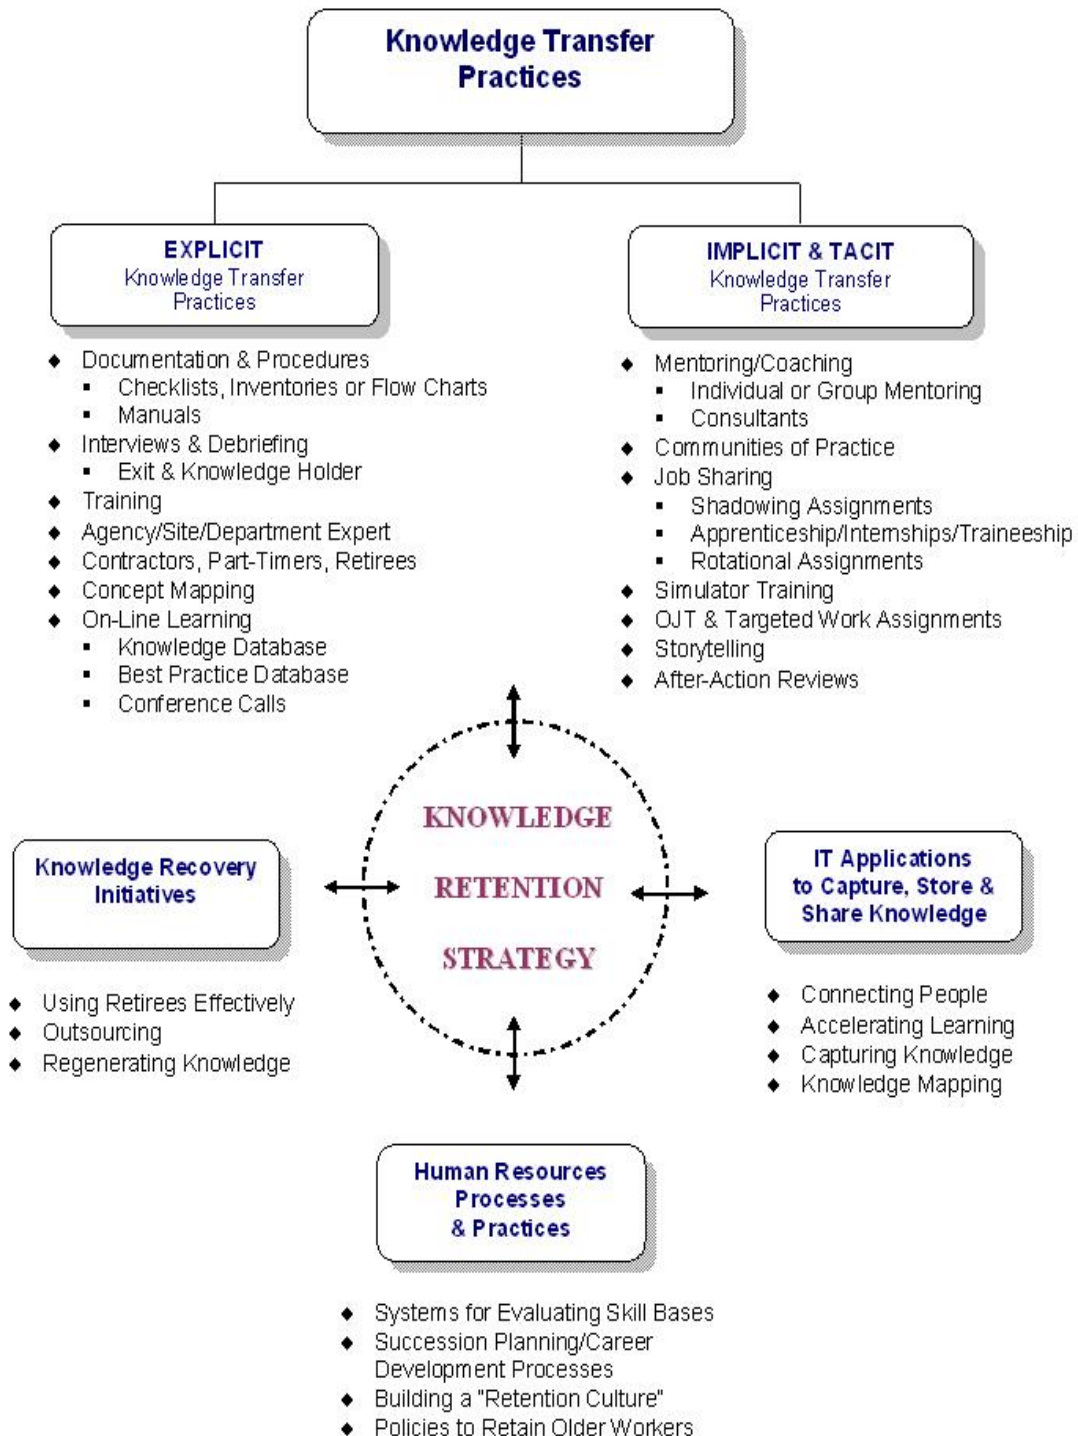 Knowledge Transfer
Practices
EXPLICIT
Knowledge Transfer
Practices
◆ Documentation & Procedures
▪ Checklists, Inventories or Flow Charts
▪ Manuals
◆ Interviews & Debriefing
▪ Exit & Knowledge Holder
◆ Training
◆ Agency/Site/Department Expert
◆ Contractors, Part-Timers, Retirees
◆ Concept Mapping
◆ On-Line Learning
▪ Knowledge Database
▪ Best Practice Database
▪ Conference Calls
IMPLICIT & TACIT
Knowledge Transfer
Practices
◆ Mentoring/Coaching
▪ Individual or Group Mentoring
▪ Consultants
◆ Communities of Practice
◆ Job Sharing
▪ Shadowing Assignments
▪ Apprenticeship/Internships/Traineeship
▪ Rotational Assignments
◆ Simulator Training
◆ OJT & Targeted Work Assignments
◆ Storytelling
◆ After-Action Reviews
KNOWLEDGE
RETENTION
STRATEGY
Knowledge Recovery
Initiatives
◆ Using Retirees Effectively
◆ Outsourcing
◆ Regenerating Knowledge
IT Applications
to Capture, Store &
Share Knowledge
◆ Connecting People
◆ Accelerating Learning
◆ Capturing Knowledge
◆ Knowledge Mapping
Human Resources
Processes
& Practices
◆ Systems for Evaluating Skill Bases
◆ Succession Planning/Career
Development Processes
◆ Building a "Retention Culture"
◆ Policies to Retain Older Workers